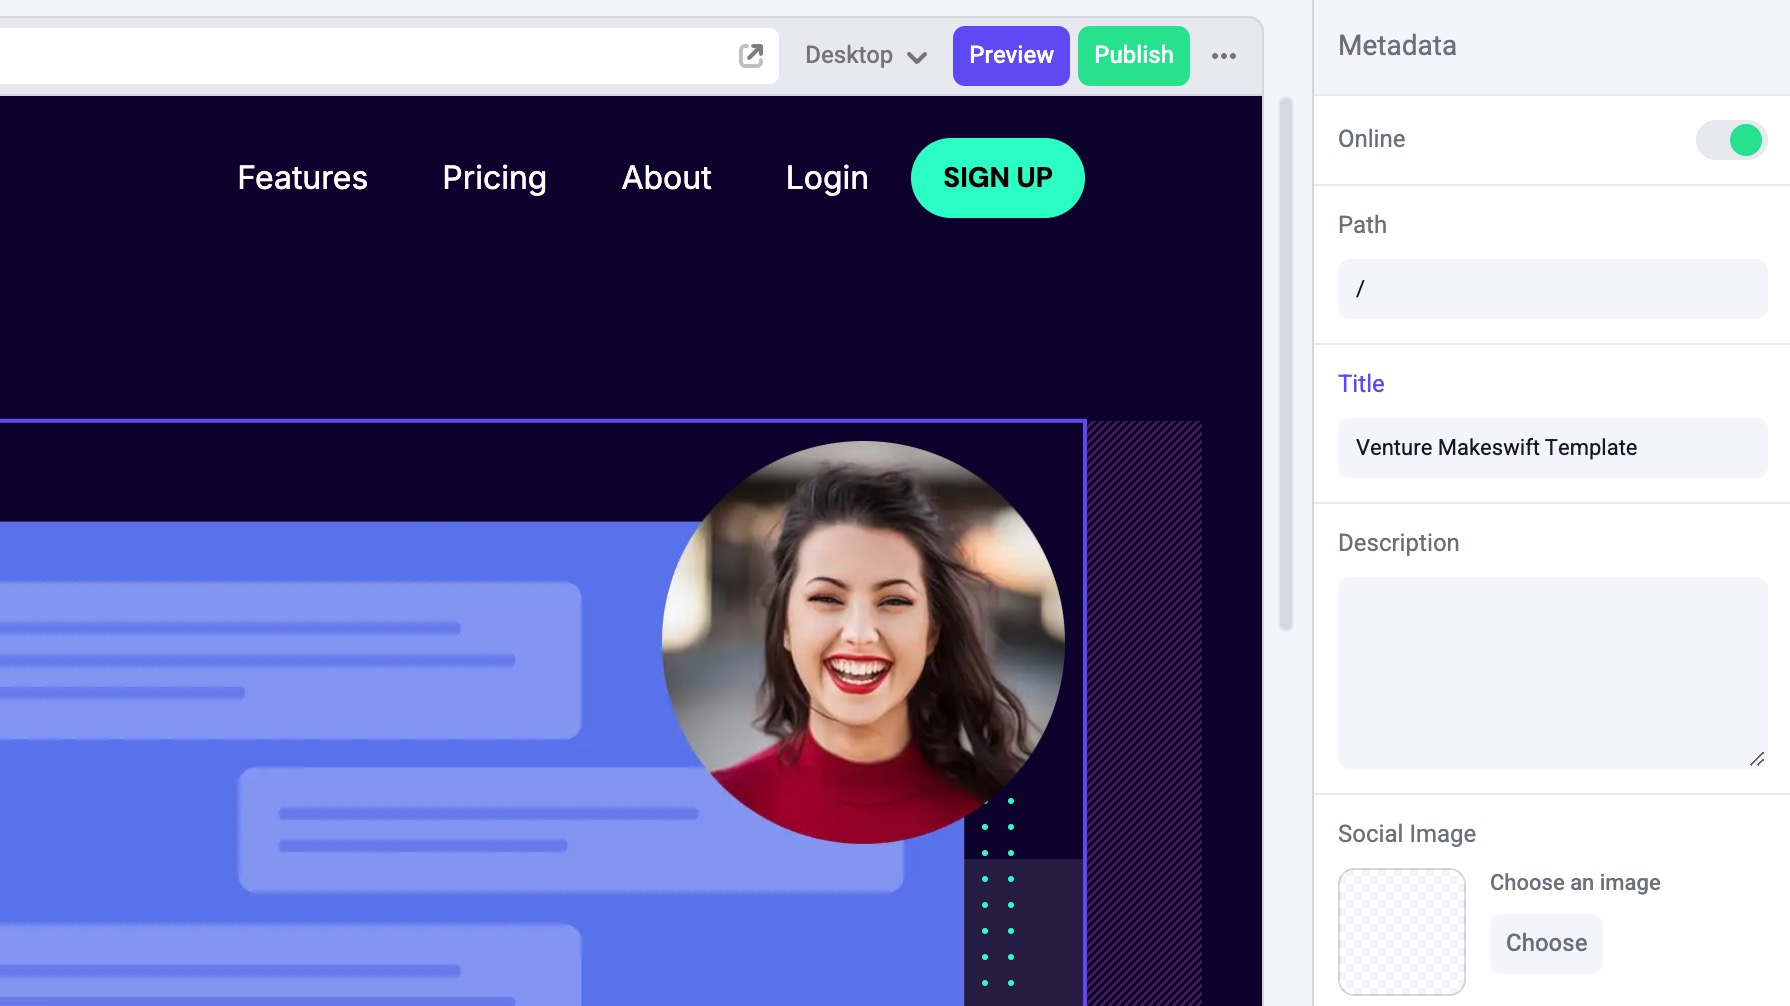 Desktop
Preview
Publish
Features
Pricing
About
Login
SIGN UP
Metadata
Online
Path
/
Title
Venture Makeswift Template
Description
Social Image
Choose an image
Choose